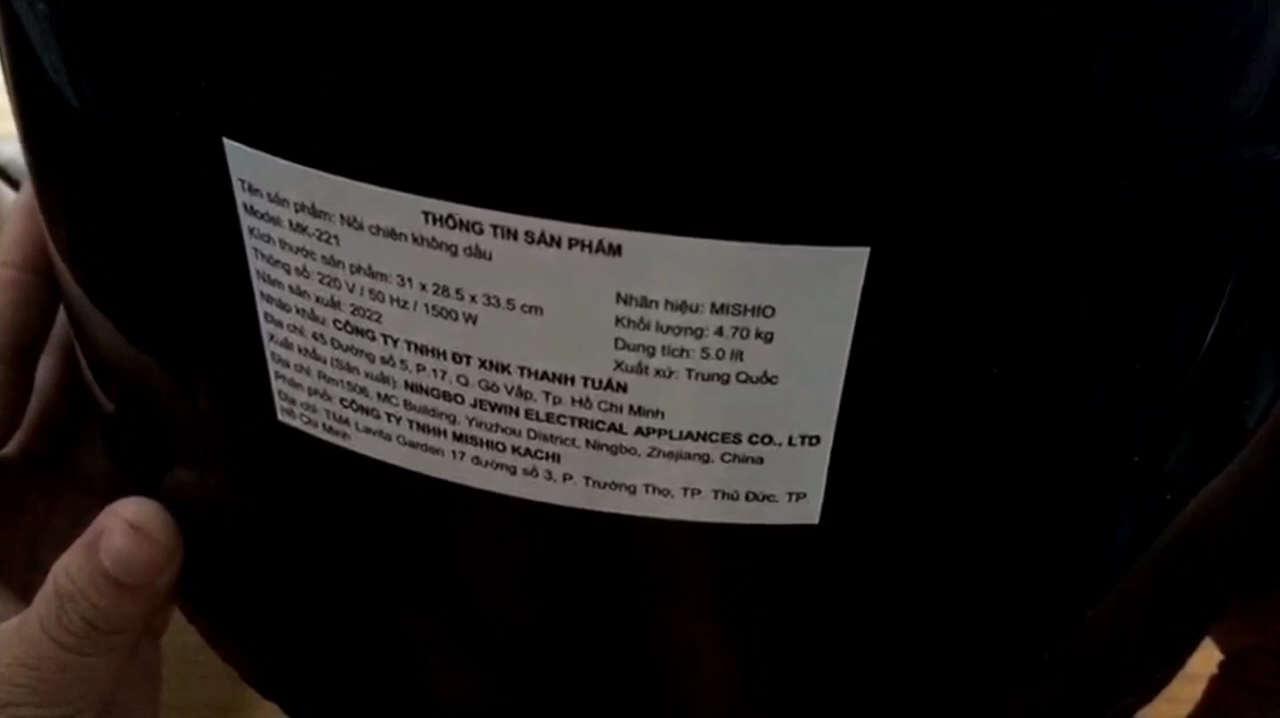 THÔNG TIN SẢN PHẨM
Tên sản phẩm: Nồi chiên không dầu
Model: MK-221
Nhãn hiệu: MISHIO
Kích thước sản phẩm: 31 x 28.5 x 33.5 cm
Khối lượng: 4.70 kg
Thông số: 220 V / 50 Hz / 1500 W
Dung tích: 5.0 lít
Năm sản xuất: 2022
Xuất xứ: Trung Quốc
Nhập khẩu: CÔNG TY TNHH ĐT XNK THANH TUẤN
Địa chỉ: 45 Đường số 5, P.17, Q. Gò Vấp, Tp. Hồ Chí Minh
Xuất khẩu (Sản xuất): NINGBO JEWIN ELECTRICAL APPLIANCES CO., LTD
Địa chỉ: Rm1506, MC Building, Yinzhou District, Ningbo, Zhejiang, China
Phân phối: CÔNG TY TNHH MISHIO KACHI
Địa chỉ: Lavita Garden 17 đường số 3, P. Trường Thọ, TP. Thủ Đức, TP.
Hồ Chí Minh